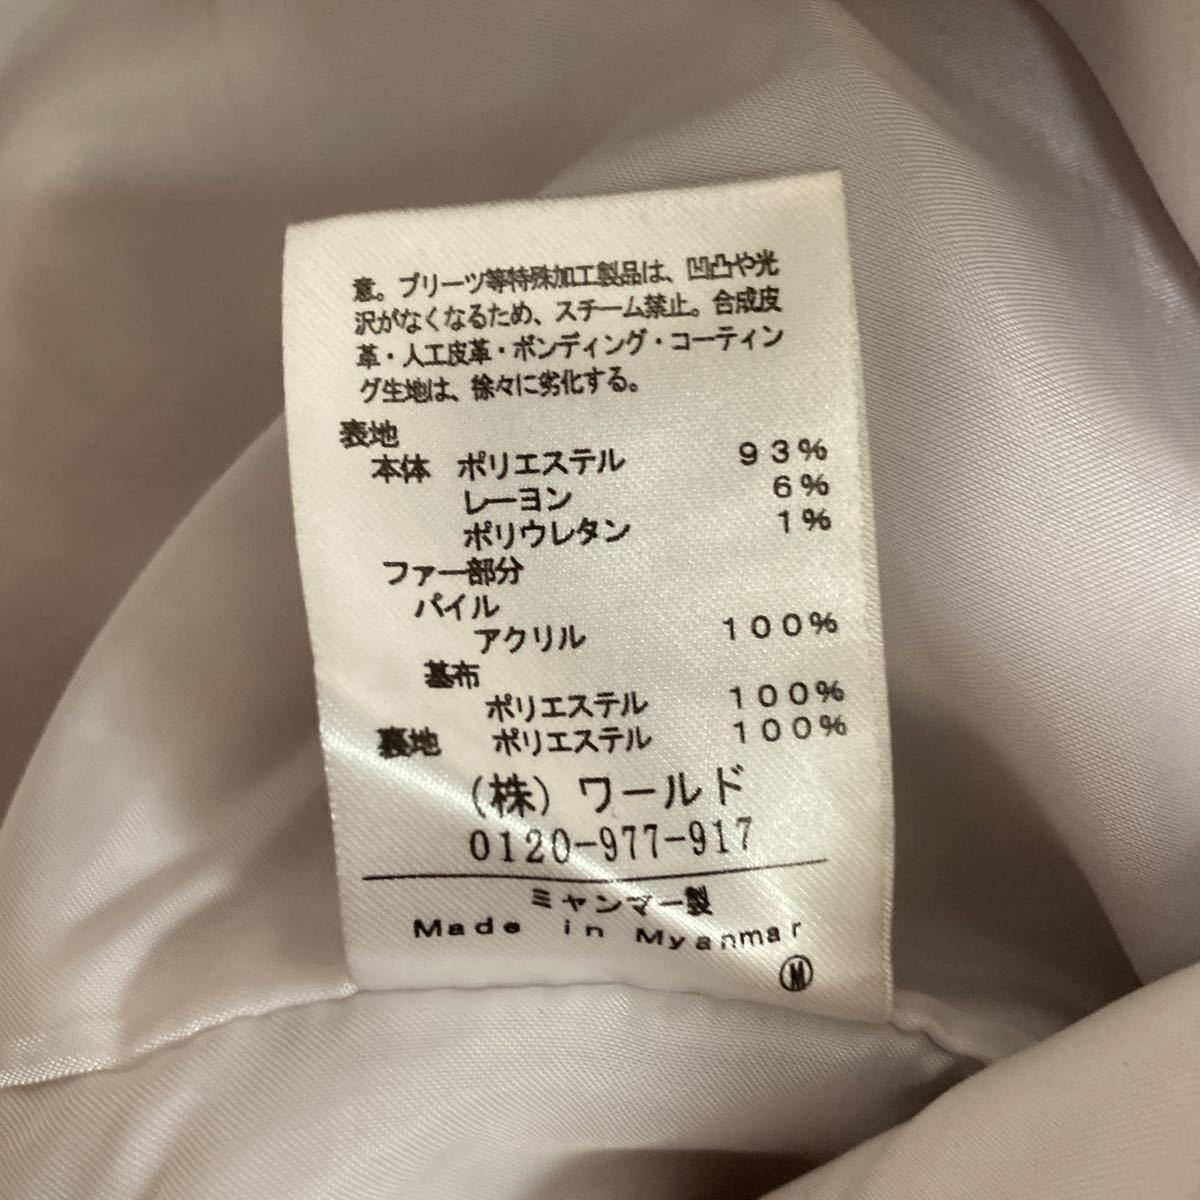 意。プリーツ等特殊加工製品は、凹凸や光
沢がなくなるため、スチーム禁止。合成皮
革・人工皮革・ボンディング・コーティン
グ生地は、徐々に劣化する。
表地
本体 ポリエステル 93%
レーヨン 6%
ポリウレタン 1%
ファー部分
パイル
アクリル 100%
基布
ポリエステル 100%
裏地 ポリエステル 100%
(株) ワールド
0120-977-917
ミャンマー製
Made in Myanmar
Ⓜ